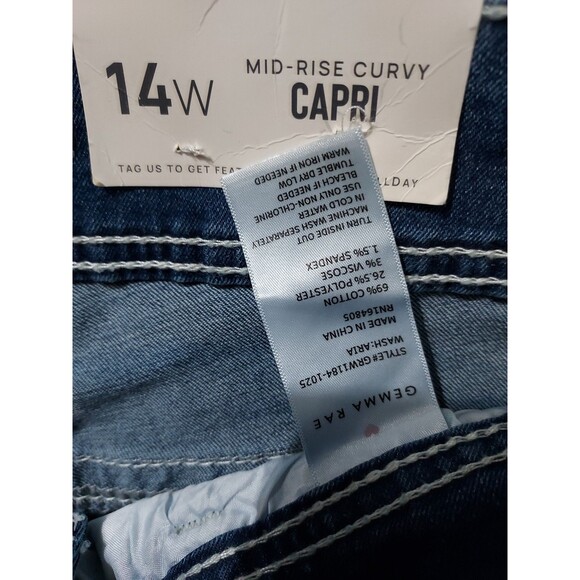 14W
MID-RISE CURVY
CAPRI
TAG US TO GET
LLDAY
GEMMA RAE
STYLE#GRW1184-1025
WASH:ARIA
MADE IN CHINA
RN164805
69% COTTON
26.5% POLYESTER
3% VISCOSE
1.5% SPANDEX
TURN INSIDE OUT
MACHINE WASH SEPARATELY
IN COLD WATER
USE ONLY NON-CHLORINE
BLEACH IF NEEDED
TUMBLE DRY LOW
WARM IRON IF NEEDED